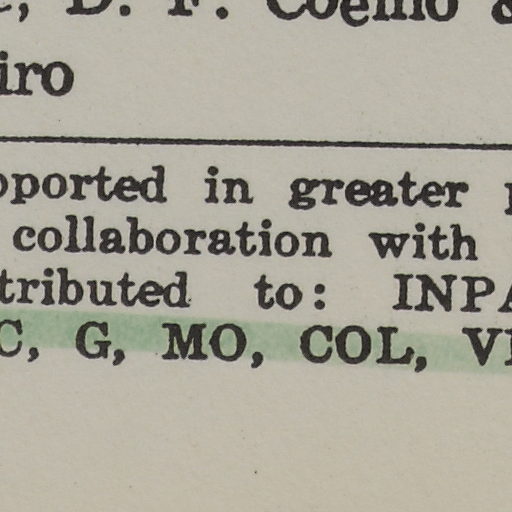 D. F. Coelho &
iro
pported in greater
collaboration with
tributed to: INPA
C, G, MO, COL,